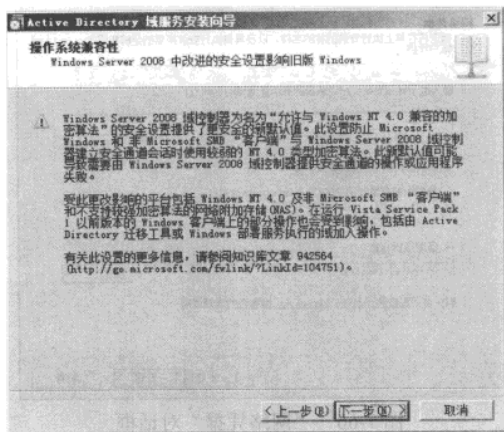 Active Directory 域服务安装向导
操作系统兼容性
Windows Server 2008 中改进的安全设置影响旧版 Windows
Windows Server 2008 域控制器为名为“允许与 Windows NT 4.0 兼容的加
密算法”的安全设置提供了更安全的新默认值。此设置防止 Microsoft
Windows 和 非 Microsoft SMB “客户端”与 Windows Server 2008 域控制
器建立安全通道会话时使用较弱的 NT 4.0 类型加密算法。此新默认值可能
导致需要由 Windows Server 2008 域控制器提供安全通道的操作或应用程序
失败。
受此更改影响的平台包括 Windows NT 4.0 及非 Microsoft SMB “客户端”
和不支持较强加密算法的网络附加存储(NAS)。在运行 Vista Service Pack
1 以前版本的 Windows 客户端上的部分操作也会受到影响，包括由 Active
Directory 迁移工具或 Windows 部署服务执行的域加入操作。
有关此设置的更多信息，请参阅知识库文章 942564
(http://go.microsoft.com/fwlink/?LinkId=104751)。
< 上一步(B)
下一步(N) >
取消